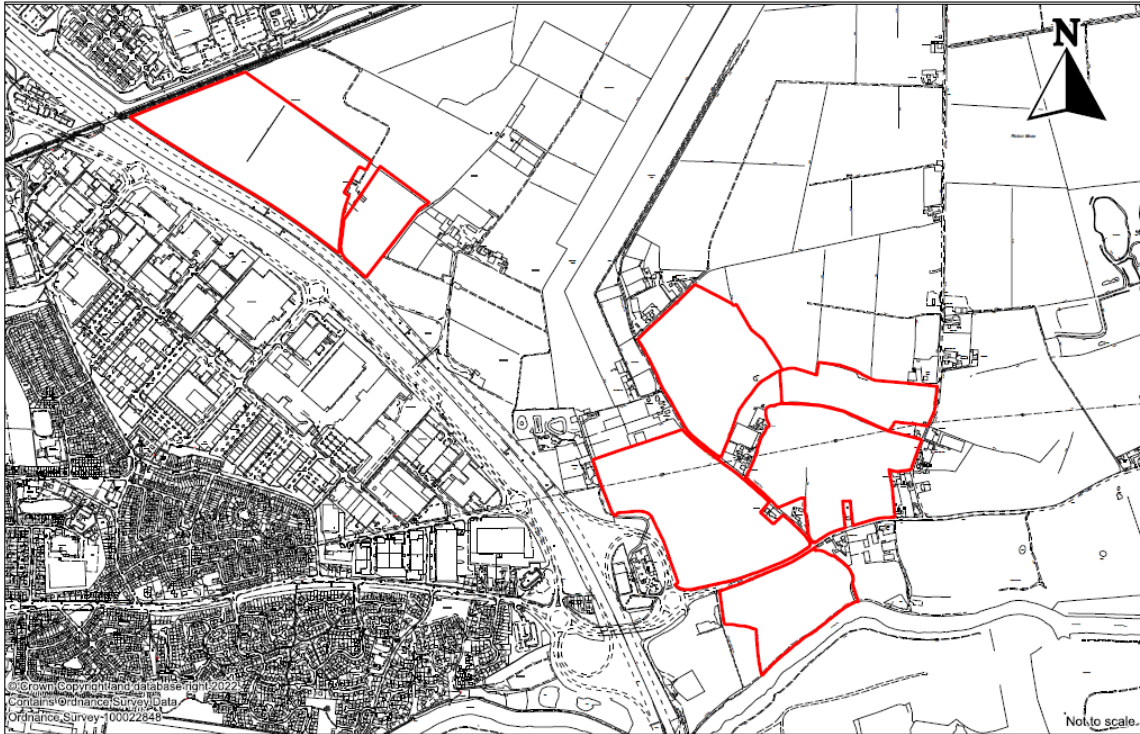 N
© Crown Copyright and database right 2022
Contains Ordnance Survey Data
Ordnance Survey 100022848
Not to scale